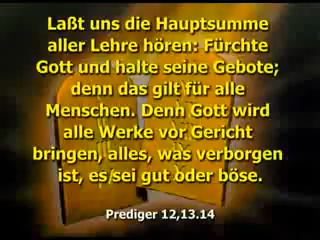 Laßt uns die Hauptsumme
aller Lehre hören: Fürchte
Gott und halte seine Gebote;
denn das gilt für alle
Menschen. Denn Gott wird
alle Werke vor Gericht
bringen, alles, was verborgen
ist, es sei gut oder böse.
Prediger 12,13.14